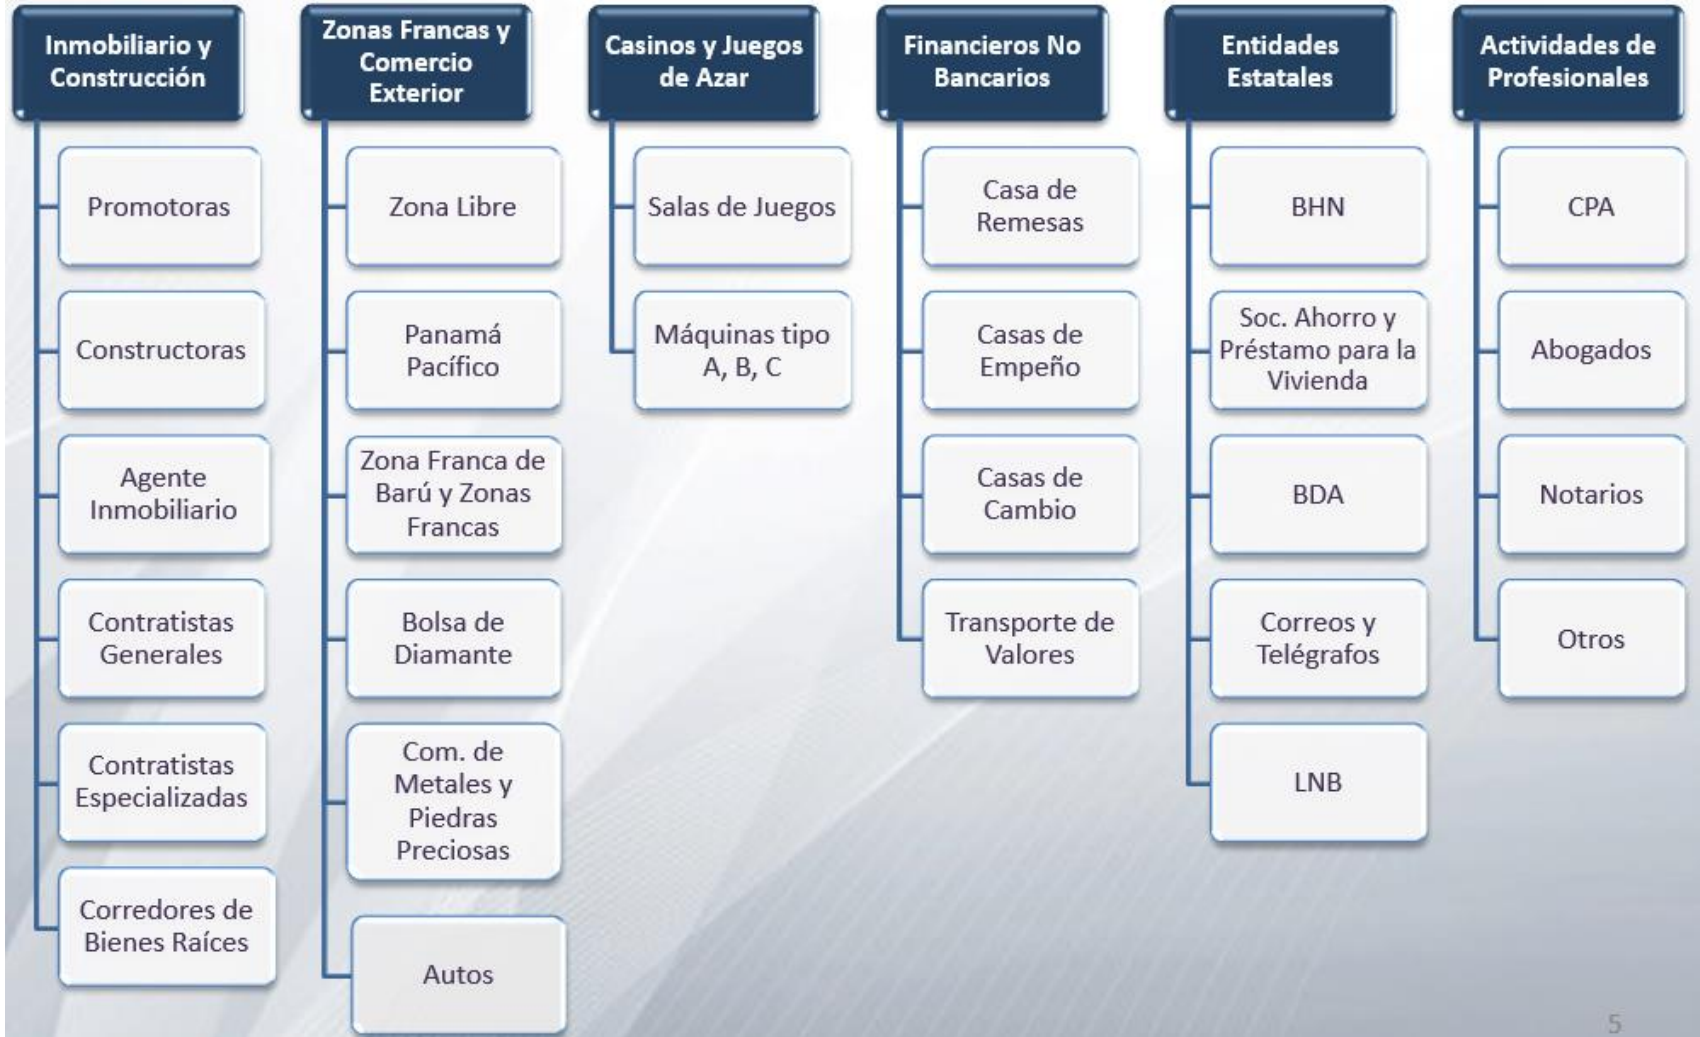 Inmobiliario y
Construcción
Promotoras
Constructoras
Agente
Inmobiliario
Contratistas
Generales
Contratistas
Especializadas
Corredores de
Bienes Raíces
Zonas Francas y
Comercio
Exterior
Zona Libre
Panamá
Pacífico
Zona Franca de
Barú y Zonas
Francas
Bolsa de
Diamante
Com. de
Metales y
Piedras
Preciosas
Autos
Casinos y Juegos
de Azar
Salas de Juegos
Máquinas tipo
A, B, C
Financieros No
Bancarios
Casa de
Remesas
Casas de
Empeño
Casas de
Cambio
Transporte de
Valores
Entidades
Estatales
BHN
Soc. Ahorro y
Préstamo para la
Vivienda
BDA
Correos y
Telégrafos
LNB
Actividades de
Profesionales
CPA
Abogados
Notarios
Otros
5